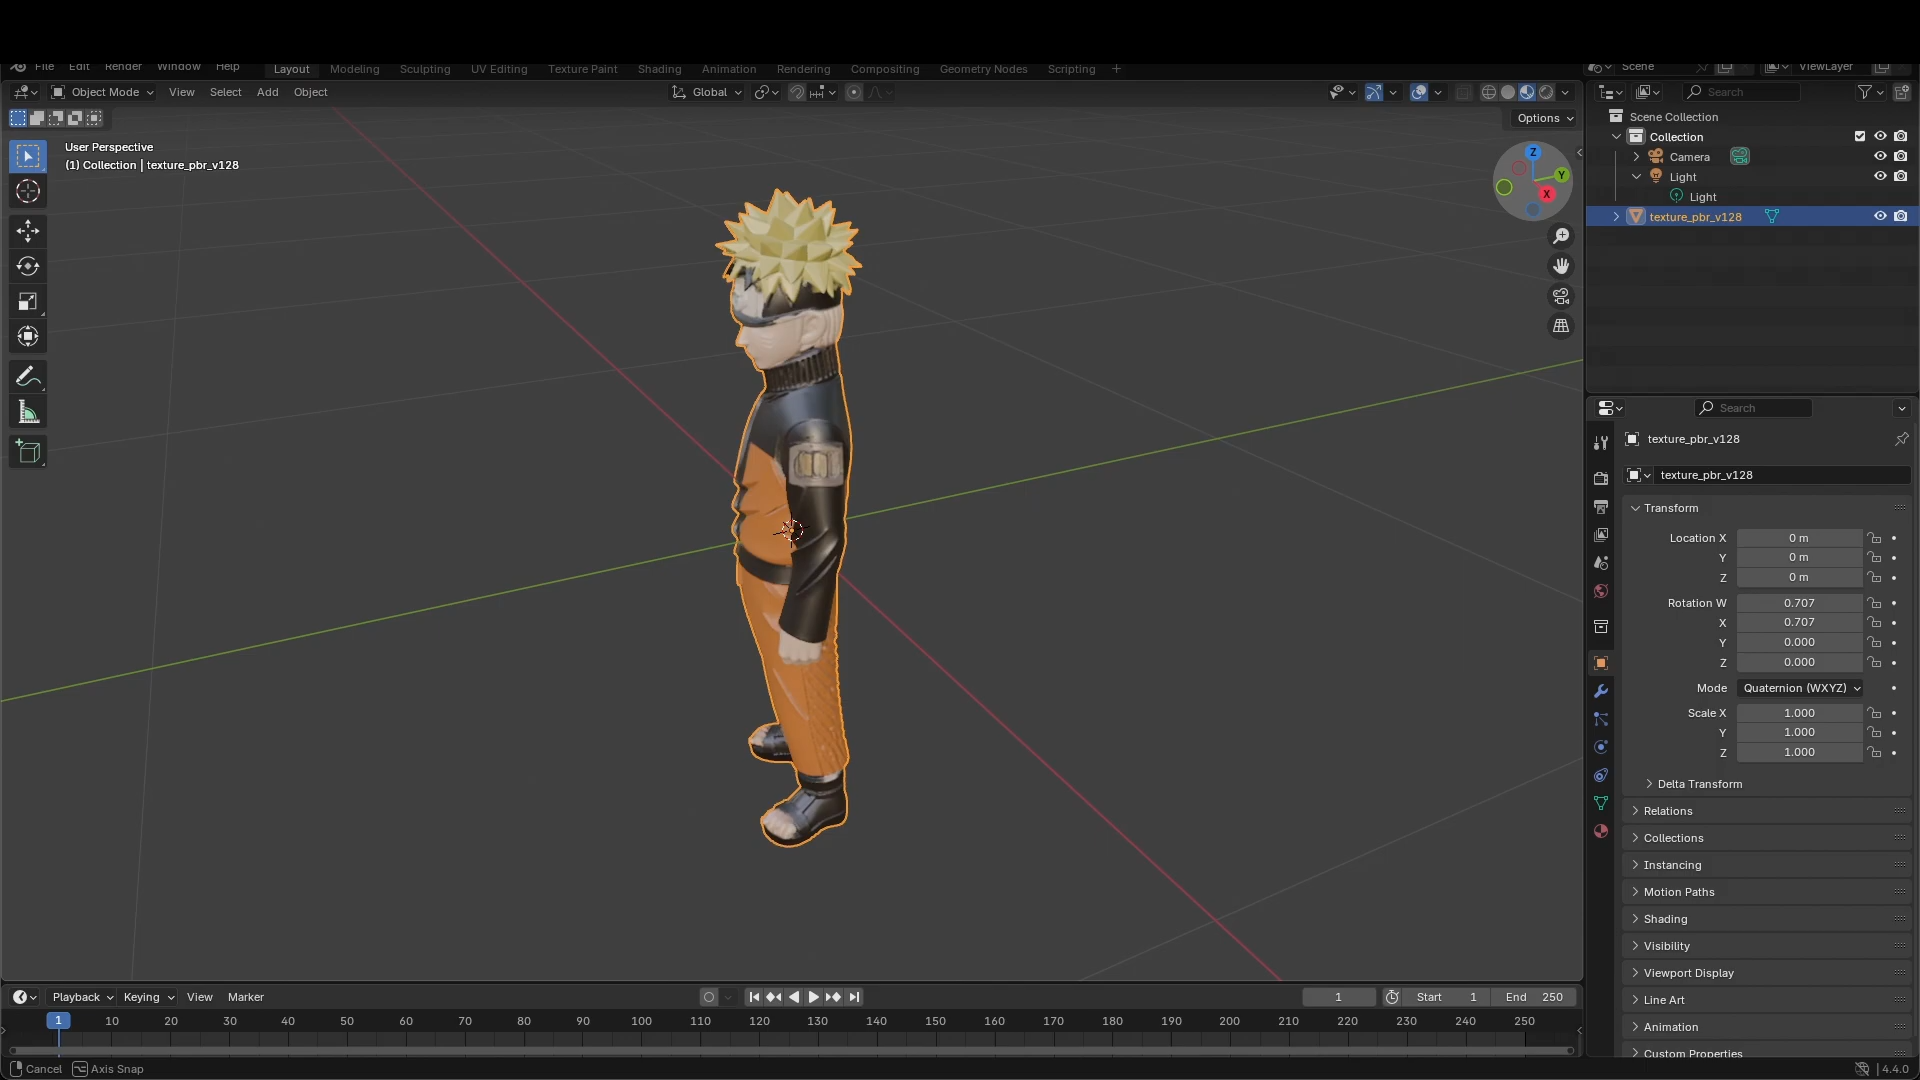 File Edit Render Window Help
Layout Modeling Sculpting UV Editing Texture Paint Shading Animation Rendering Compositing Geometry Nodes Scripting +
Scene ViewLayer
Object Mode View Select Add Object
Global
Search
Options
User Perspective
(1) Collection | texture_pbr_v128
Z
Y
X
Scene Collection
Collection
Camera
Light
Light
texture_pbr_v128
Search
texture_pbr_v128
texture_pbr_v128
Transform
Location X 0 m
Y 0 m
Z 0 m
Rotation W 0.707
X 0.707
Y 0.000
Z 0.000
Mode Quaternion (WXYZ)
Scale X 1.000
Y 1.000
Z 1.000
Delta Transform
Relations
Collections
Instancing
Motion Paths
Shading
Visibility
Viewport Display
Line Art
Animation
Custom Properties
Playback Keying View Marker
1 Start 1 End 250
1 10 20 30 40 50 60 70 80 90 100 110 120 130 140 150 160 170 180 190 200 210 220 230 240 250
Cancel Axis Snap
4.4.0